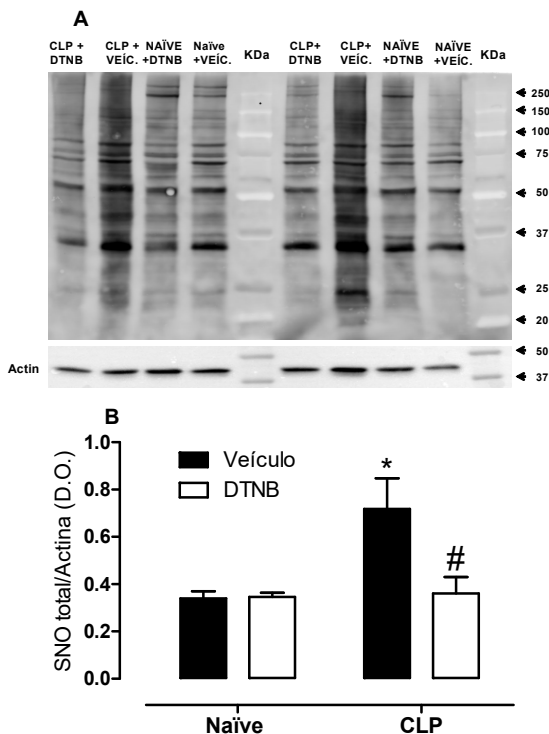 A
CLP + DTNB
CLP + VEÍC.
NAÏVE +DTNB
Naïve +VEÍC.
KDa
CLP+ DTNB
CLP+ VEÍC.
NAÏVE +DTNB
NAÏVE +VEÍC.
KDa
250
150
100
75
50
37
25
20
Actin
50
37
B
SNO total/Actina (D.O.)
1.0
0.8
0.6
0.4
0.2
0.0
Veículo
DTNB
*
#
Naïve
CLP